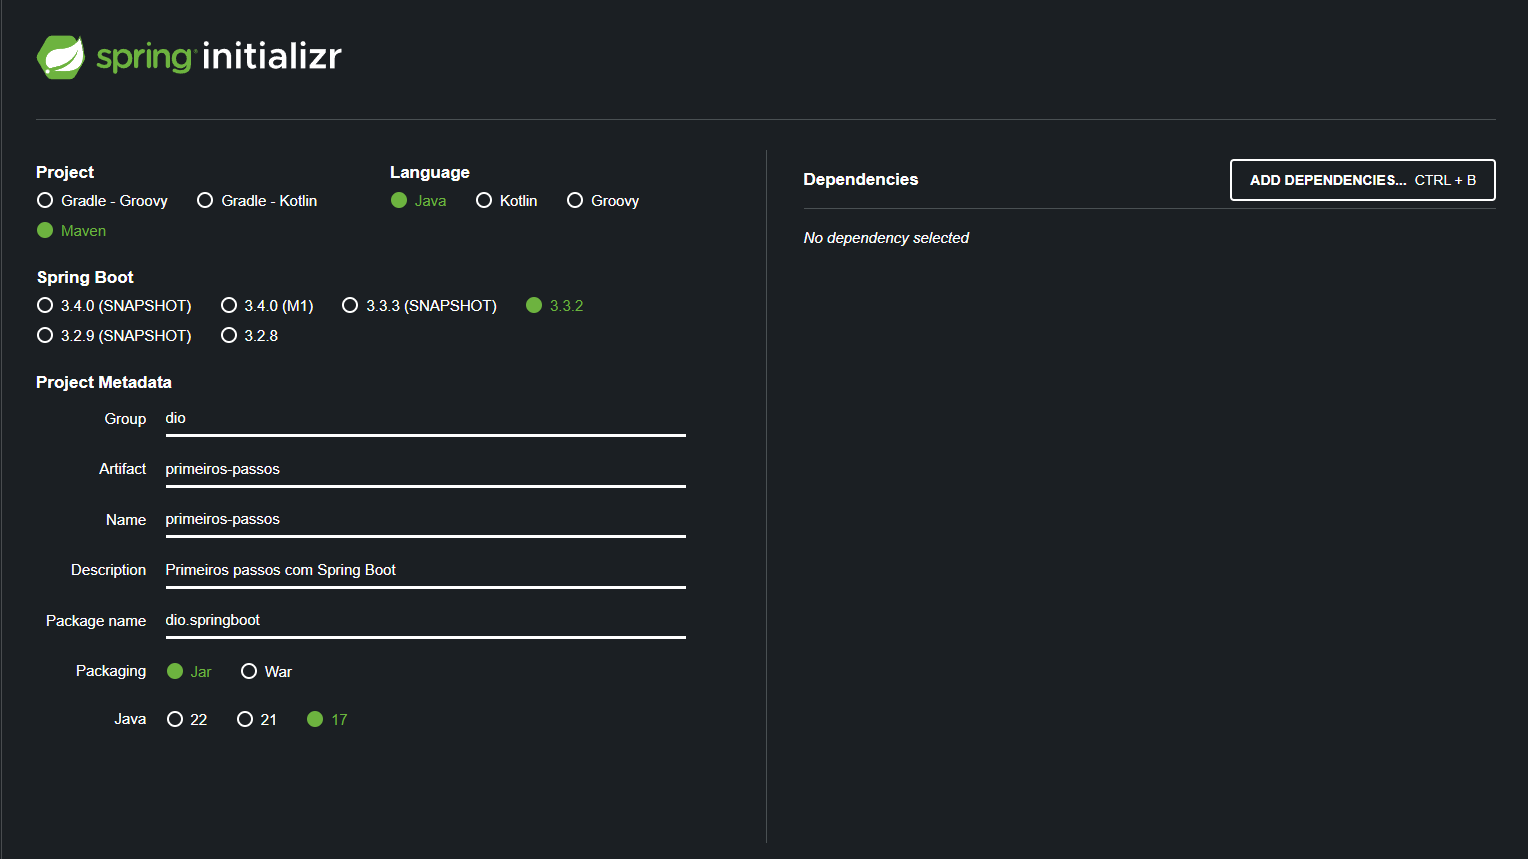 spring initializr
Project
Gradle - Groovy
Gradle - Kotlin
Maven
Language
Java
Kotlin
Groovy
Spring Boot
3.4.0 (SNAPSHOT)
3.4.0 (M1)
3.3.3 (SNAPSHOT)
3.3.2
3.2.9 (SNAPSHOT)
3.2.8
Project Metadata
Group dio
Artifact primeiros-passos
Name primeiros-passos
Description Primeiros passos com Spring Boot
Package name dio.springboot
Packaging Jar War
Java 22 21 17
Dependencies
ADD DEPENDENCIES... CTRL + B
No dependency selected